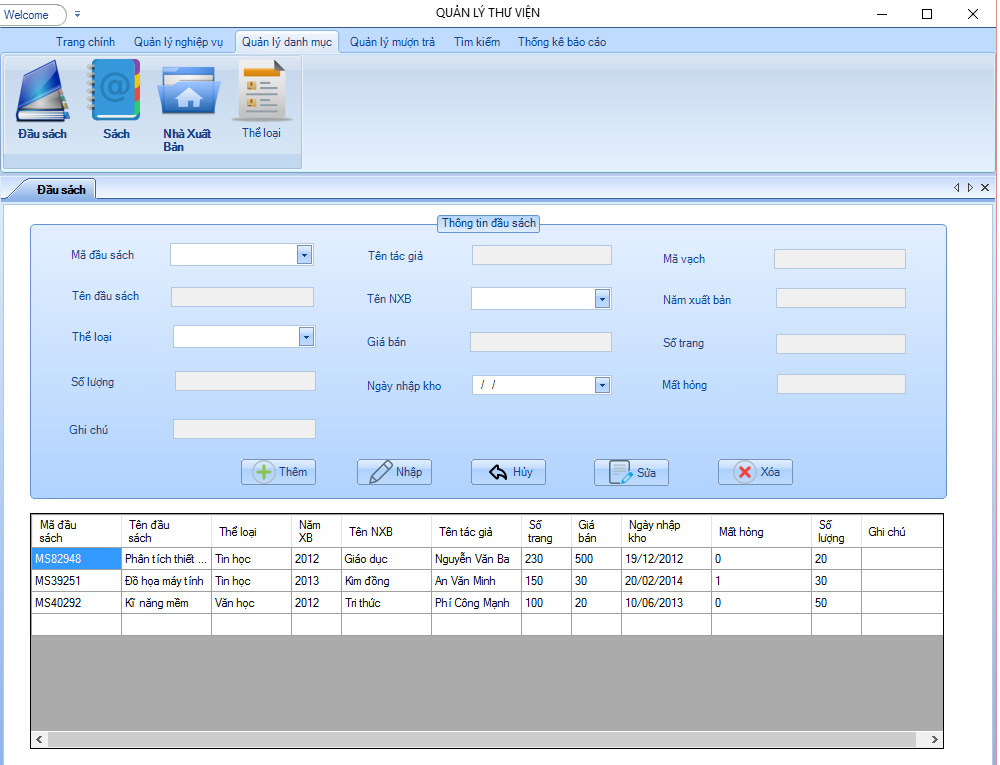 Welcome
QUẢN LÝ THƯ VIỆN
Trang chính Quản lý nghiệp vụ Quản lý danh mục Quản lý mượn trả Tìm kiếm Thống kê báo cáo
Đầu sách Sách Nhà Xuất Bản Thể loại
Đầu sách
Thông tin đầu sách
Mã đầu sách Tên tác giả Mã vạch
Tên đầu sách Tên NXB Năm xuất bản
Thể loại Giá bán Số trang
Số lượng Ngày nhập kho / / Mất hỏng
Ghi chú
Thêm Nhập Hủy Sửa Xóa
Mã đầu sách Tên đầu sách Thể loại Năm XB Tên NXB Tên tác giả Số trang Giá bán Ngày nhập kho Mất hỏng Số lượng Ghi chú
MS82948 Phân tích thiết ... Tin học 2012 Giáo dục Nguyễn Văn Ba 230 500 19/12/2012 0 20
MS39251 Đồ họa máy tính Tin học 2013 Kim đồng An Văn Minh 150 30 20/02/2014 1 30
MS40292 Kĩ năng mềm Văn học 2012 Tri thức Phí Công Mạnh 100 20 10/06/2013 0 50